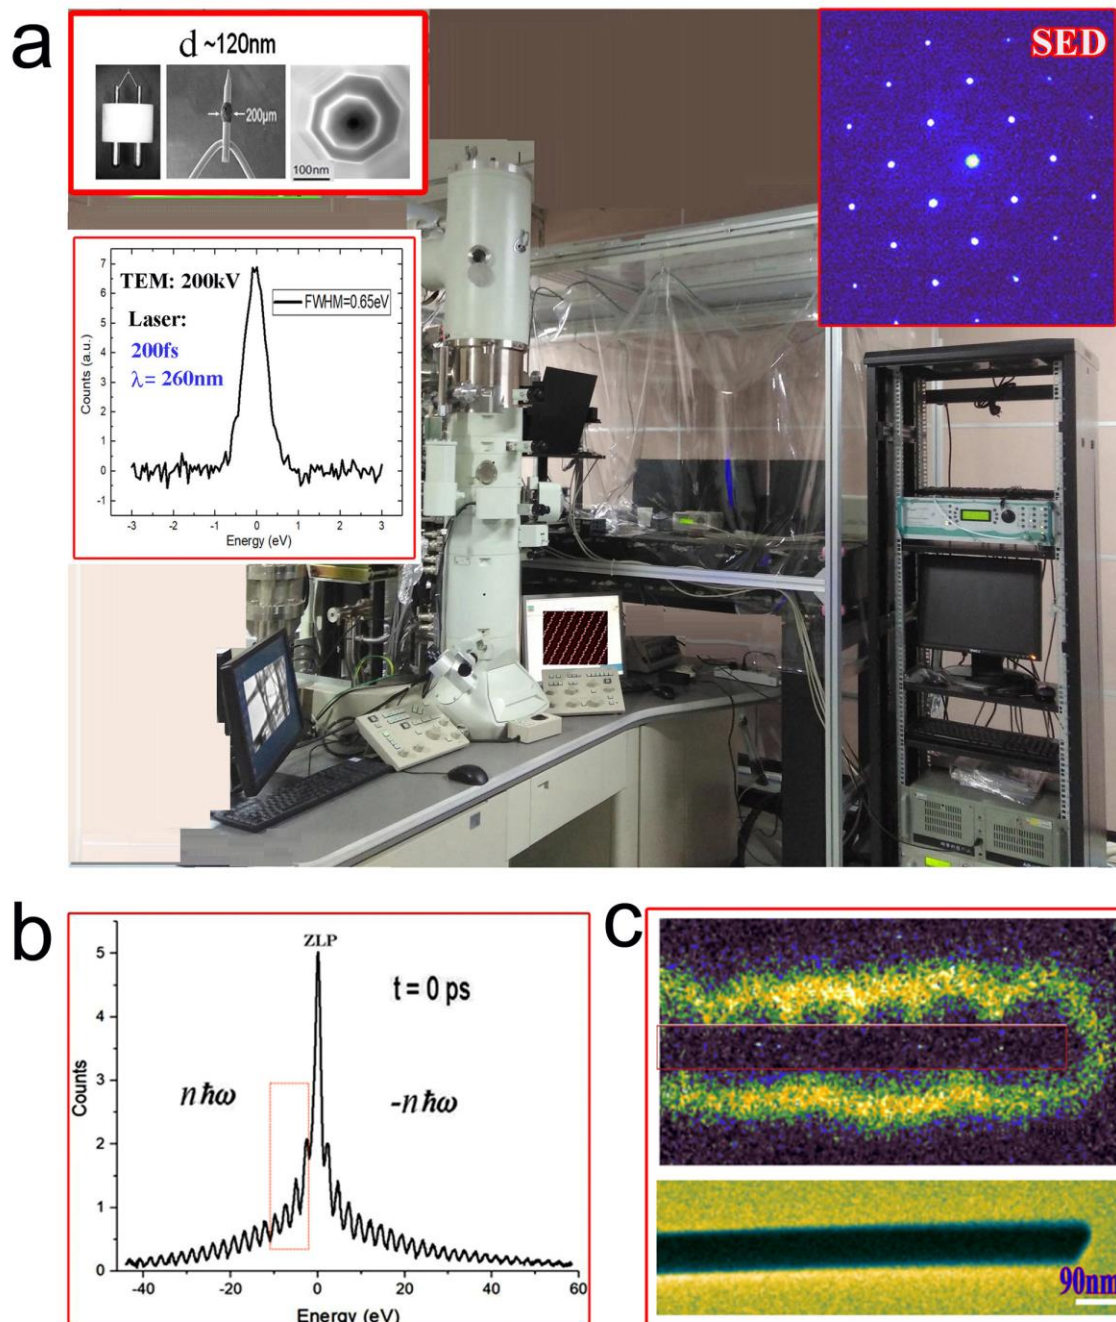 a
d ~120nm
200μm
100nm
SED
TEM: 200kV
Laser:
200fs
λ= 260nm
FWHM=0.65eV
Counts (a.u.)
7
6
5
4
3
2
1
0
-1
-3 -2 -1 0 1 2 3
Energy (eV)
b
ZLP
t = 0 ps
nħω
-nħω
Counts
5
4
3
2
1
0
-40 -20 0 20 40 60
Energy (eV)
c
90nm